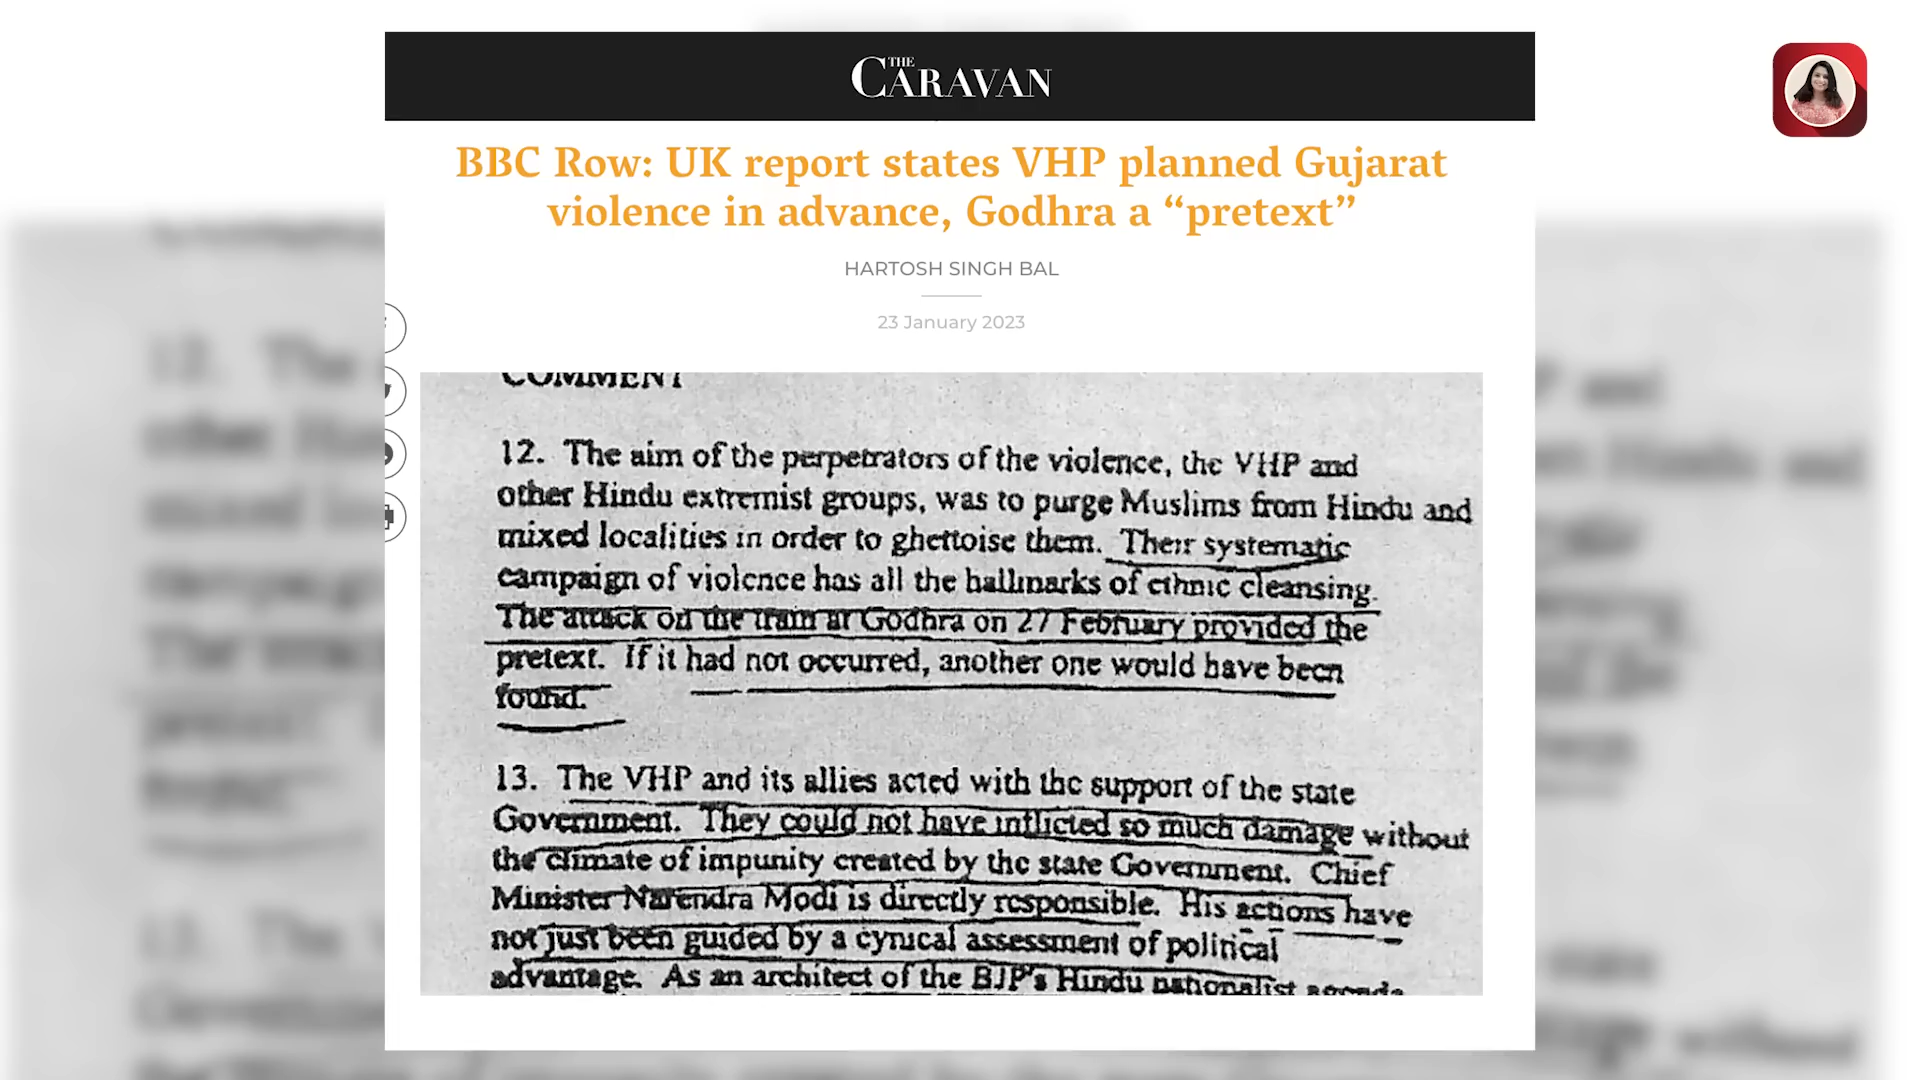 THE CARAVAN
BBC Row: UK report states VHP planned Gujarat
violence in advance, Godhra a “pretext”
HARTOSH SINGH BAL
23 January 2023
COMMENT
12. The aim of the perpetrators of the violence, the VHP and
other Hindu extremist groups, was to purge Muslims from Hindu and
mixed localities in order to ghettoise them. Their systematic
campaign of violence has all the hallmarks of ethnic cleansing.
The attack on the train at Godhra on 27 February provided the
pretext. If it had not occurred, another one would have been
found.
13. The VHP and its allies acted with the support of the state
Government. They could not have inflicted so much damage without
the climate of impunity created by the state Government. Chief
Minister Narendra Modi is directly responsible. His actions have
not just been guided by a cynical assessment of political
advantage. As an architect of the BJP's Hindu nationalist agenda